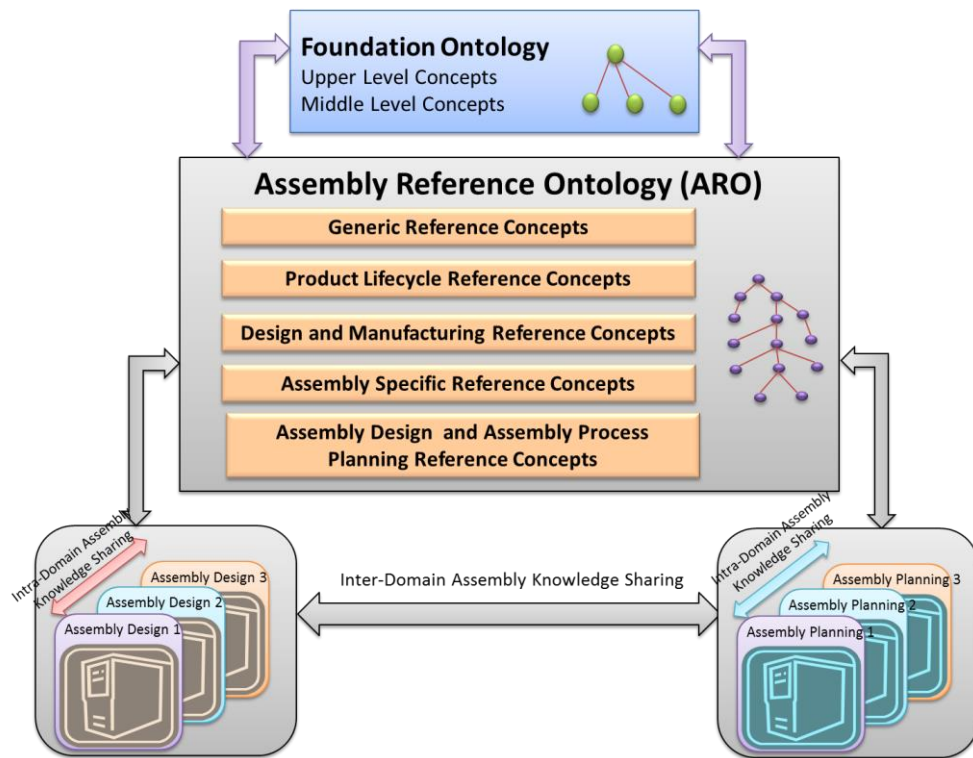 Foundation Ontology
Upper Level Concepts
Middle Level Concepts
Assembly Reference Ontology (ARO)
Generic Reference Concepts
Product Lifecycle Reference Concepts
Design and Manufacturing Reference Concepts
Assembly Specific Reference Concepts
Assembly Design and Assembly Process
Planning Reference Concepts
Intra-Domain Assembly
Knowledge Sharing
Assembly Design 3
Assembly Design 2
Assembly Design 1
Inter-Domain Assembly Knowledge Sharing
Intra-Domain Assembly
Knowledge Sharing
Assembly Planning 3
Assembly Planning 2
Assembly Planning 1